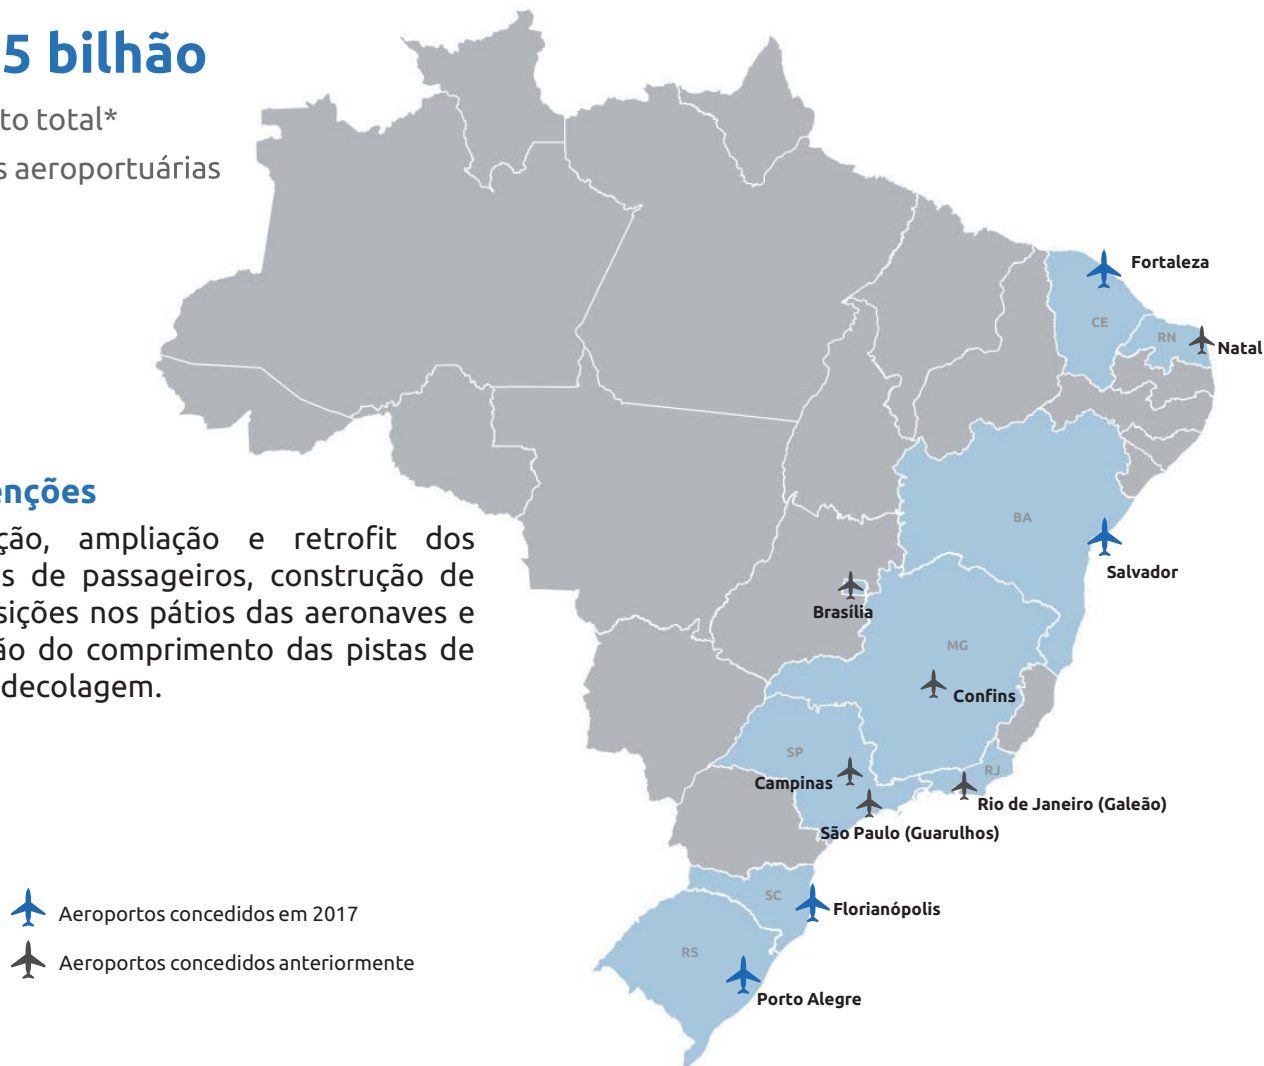 5 bilhão
to total*
s aeroportuárias
enções
ção, ampliação e retrofit dos
s de passageiros, construção de
sições nos pátios das aeronaves e
ão do comprimento das pistas de
decolagem.
Fortaleza
CE
RN
Natal
BA
Salvador
Brasília
MG
Confins
SP
Campinas
RJ
Rio de Janeiro (Galeão)
São Paulo (Guarulhos)
SC
Florianópolis
RS
Porto Alegre
Aeroportos concedidos em 2017
Aeroportos concedidos anteriormente